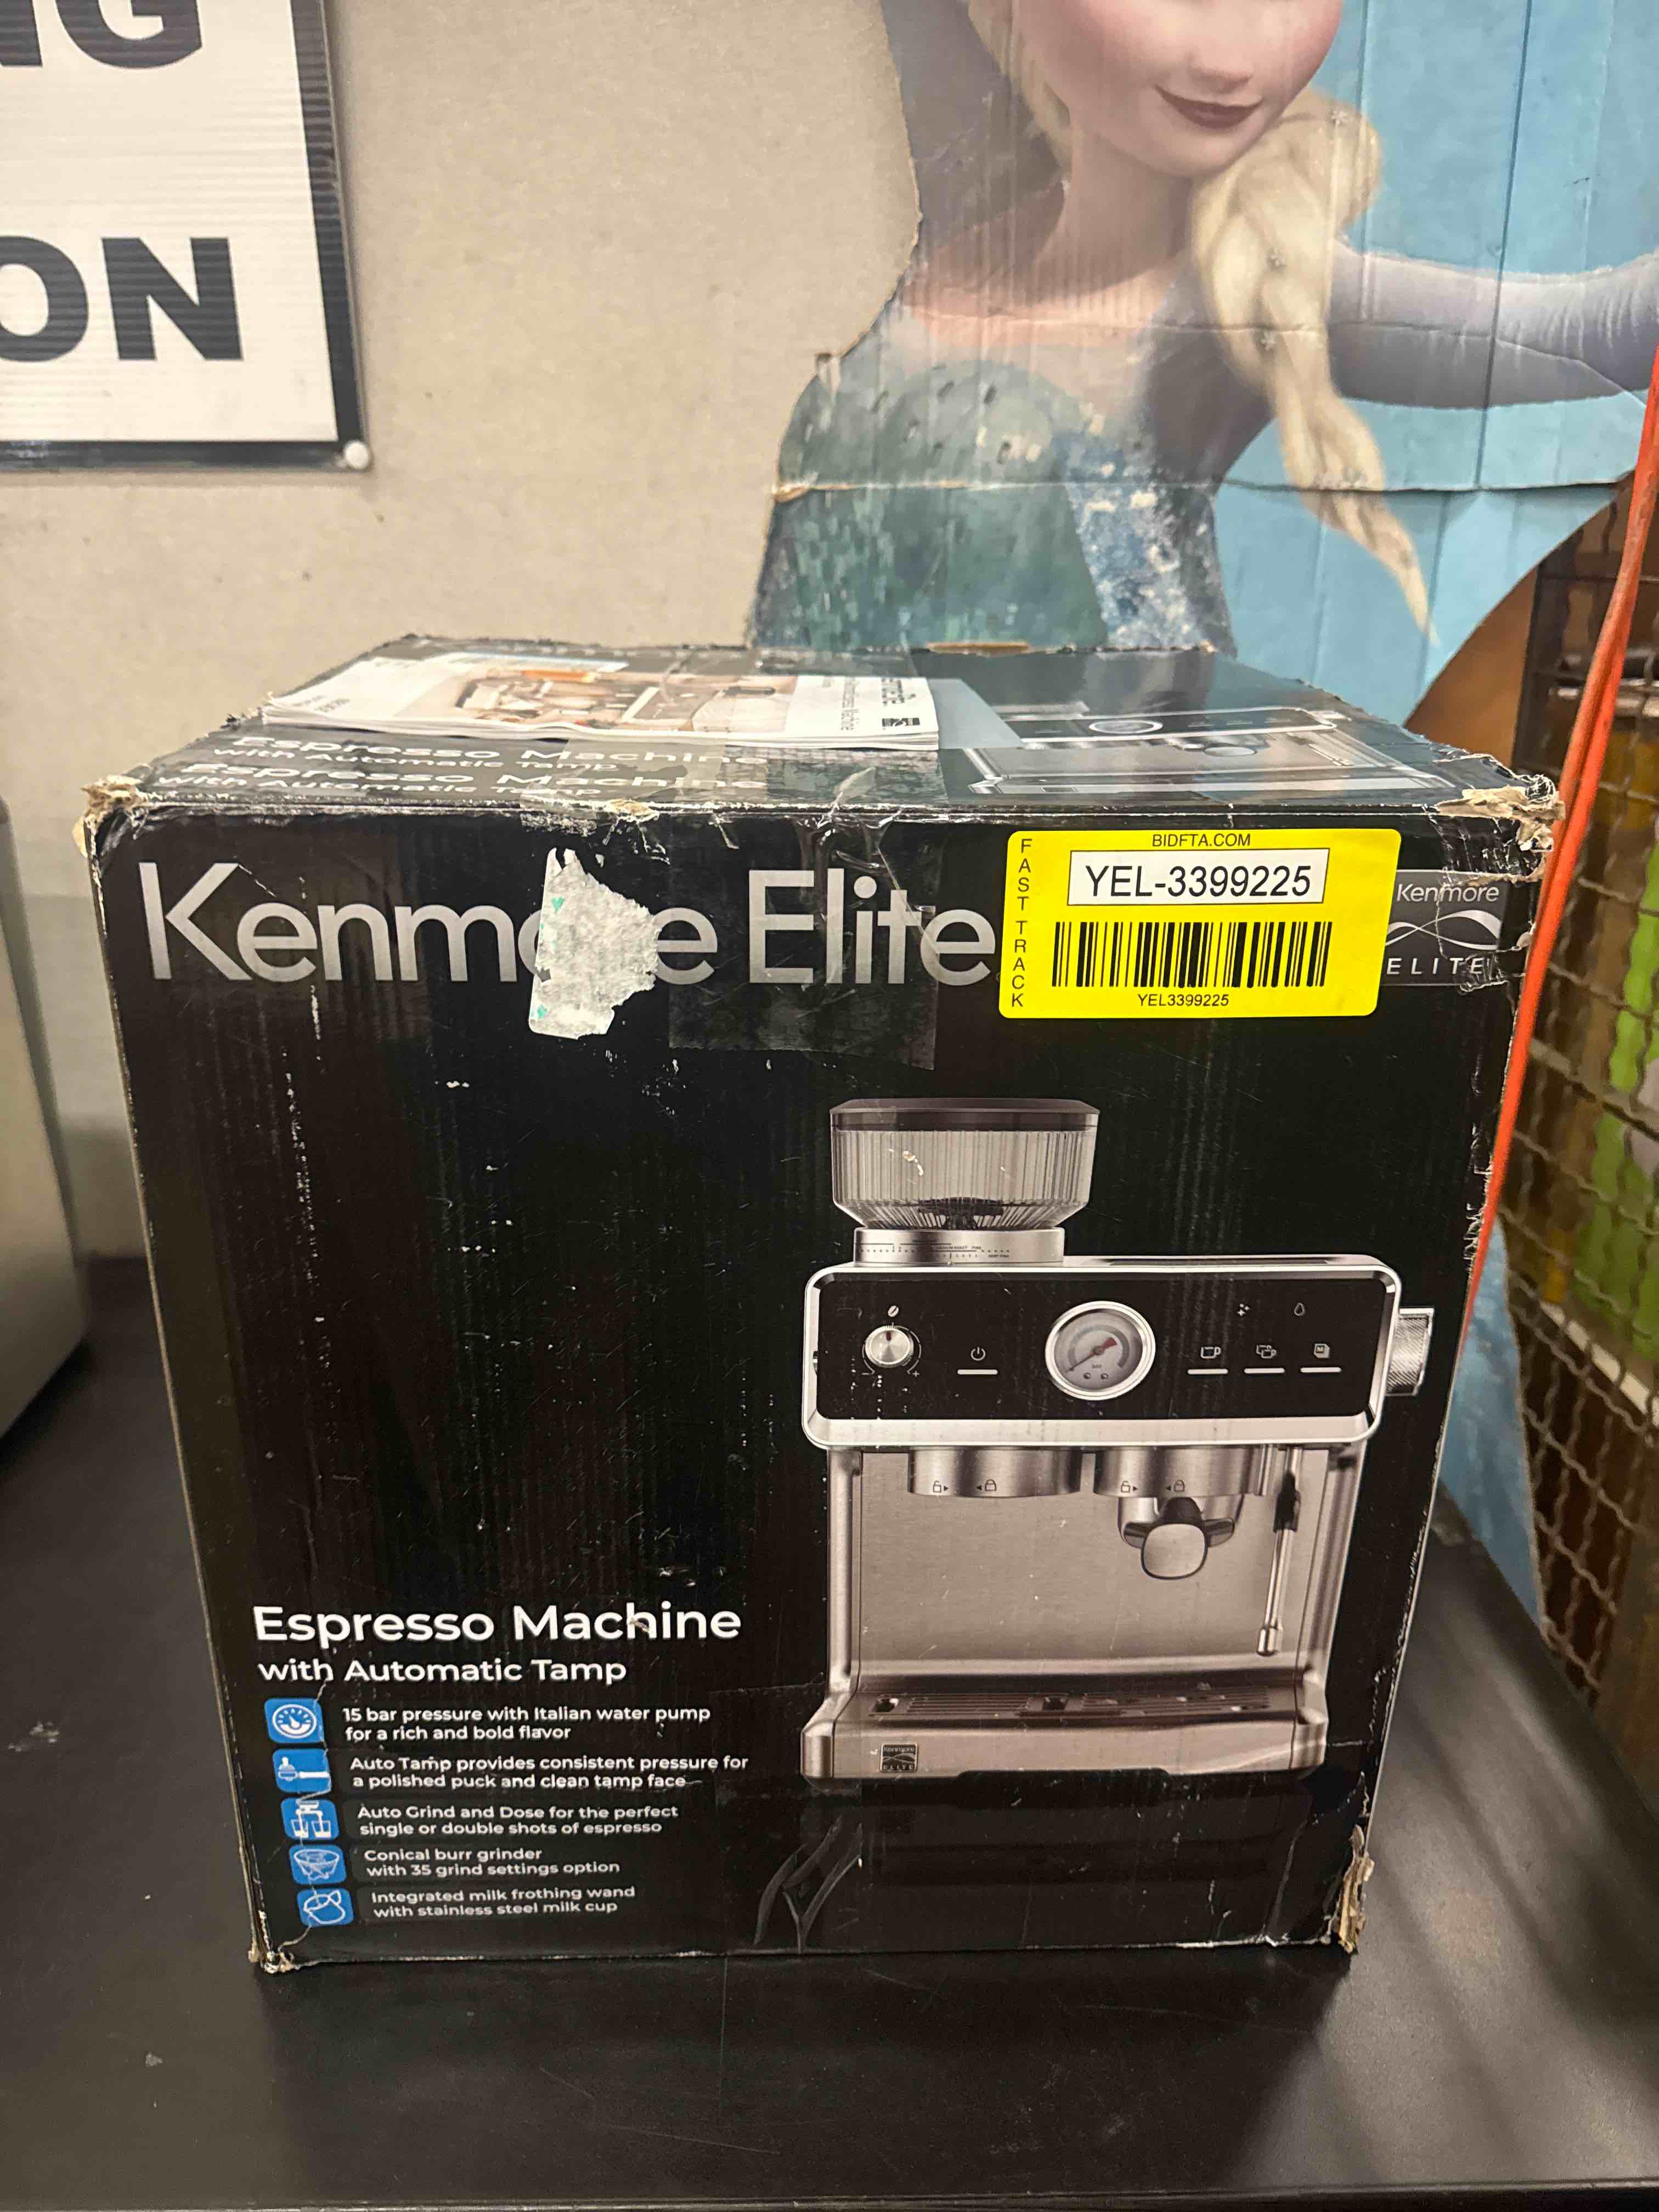 ON
Espresso Machine
with Automatic Tamp
Espresso Machine
with Automatic Tamp
Kenmore Elite
FAST TRACK
BIDFTA.COM
YEL-3399225
YEL3399225
Kenmore
ELITE
Espresso Machine
with Automatic Tamp
15 bar pressure with Italian water pump
for a rich and bold flavor
Auto Tamp provides consistent pressure for
a polished puck and clean tamp face
Auto Grind and Dose for the perfect
single or double shots of espresso
Conical burr grinder
with 35 grind settings option
Integrated milk frothing wand
with stainless steel milk cup
Kenmore
ELITE